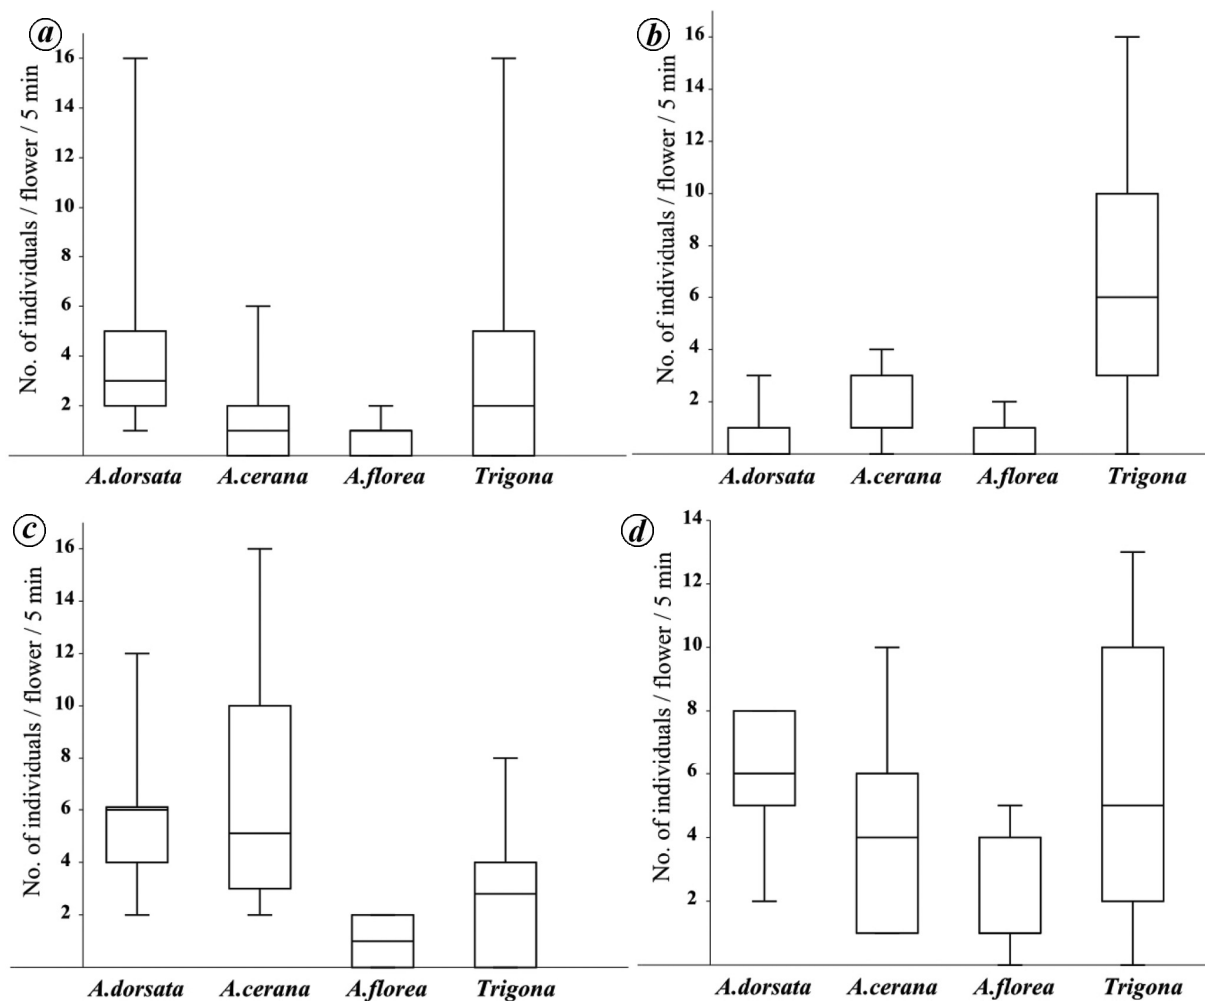 a
No. of individuals / flower / 5 min
16
14
12
10
8
6
4
2
A.dorsata A.cerana A.florea Trigona
b
No. of individuals / flower / 5 min
16
14
12
10
8
6
4
2
A.dorsata A.cerana A.florea Trigona
c
No. of individuals / flower / 5 min
16
14
12
10
8
6
4
2
A.dorsata A.cerana A.florea Trigona
d
No. of individuals / flower / 5 min
14
12
10
8
6
4
2
A.dorsata A.cerana A.florea Trigona